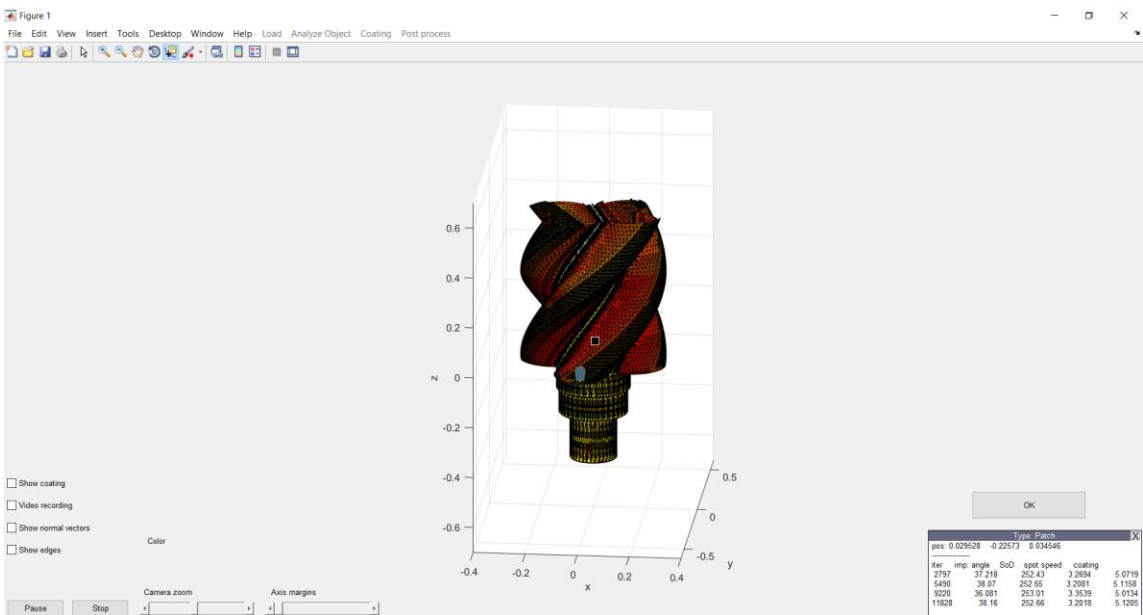 Figure 1
File Edit View Insert Tools Desktop Window Help Load Analyze Object Coating Post process
0.6
0.4
0.2
0
-0.2
-0.4
-0.6
z
-0.4 -0.2 0 0.2 0.4
x
0.5
0
-0.5
y
Show coating
Video recording
Show normal vectors
Show edges
Color
Camera zoom
Axis margins
Pause
Stop
OK
Type: Patch X
pos: 0.029528 -0.22573 0.034546
------------
iter imp. angle SoD spot speed coating
2797 37.218 252.43 3.2694 5.0719
5490 38.07 252.65 3.2081 5.1158
9220 36.081 253.01 3.3539 5.0134
11828 38.16 252.66 3.2018 5.1205